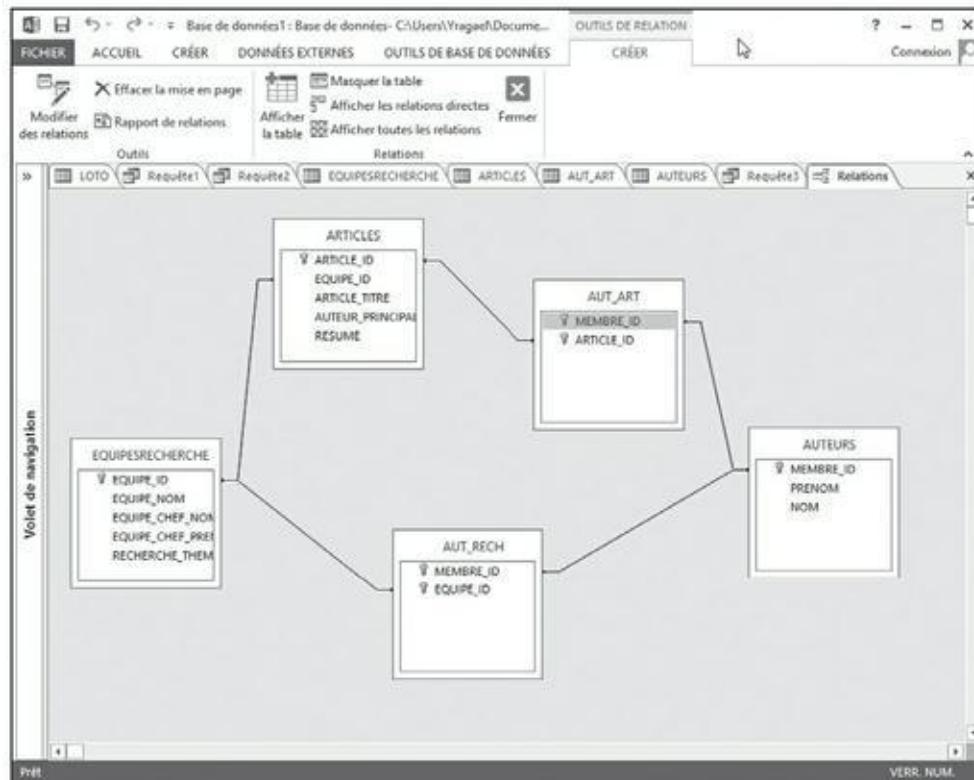 Base de données1 : Base de données- C:\Users\Yragael\Docume...
OUTILS DE RELATION
?
FICHIER
ACCUEIL
CRÉER
DONNÉES EXTERNES
OUTILS DE BASE DE DONNÉES
CRÉER
Connexion
Modifier des relations
Effacer la mise en page
Rapport de relations
Outils
Afficher la table
Masquer la table
Afficher les relations directes
Afficher toutes les relations
Fermer
Relations
»
LOTO
Requête1
Requête2
EQUIPESRECHERCHE
ARTICLES
AUT_ART
AUTEURS
Requête3
Relations
Volet de navigation
ARTICLES
ARTICLE_ID
EQUIPE_ID
ARTICLE_TITRE
AUTEUR_PRINCIPAL
RESUME
AUT_ART
MEMBRE_ID
ARTICLE_ID
EQUIPESRECHERCHE
EQUIPE_ID
EQUIPE_NOM
EQUIPE_CHEF_NOM
EQUIPE_CHEF_PRE
RECHERCHE_THEM
AUTEURS
MEMBRE_ID
PRENOM
NOM
AUT_RECH
MEMBRE_ID
EQUIPE_ID
Prêt
VERR. NUM.